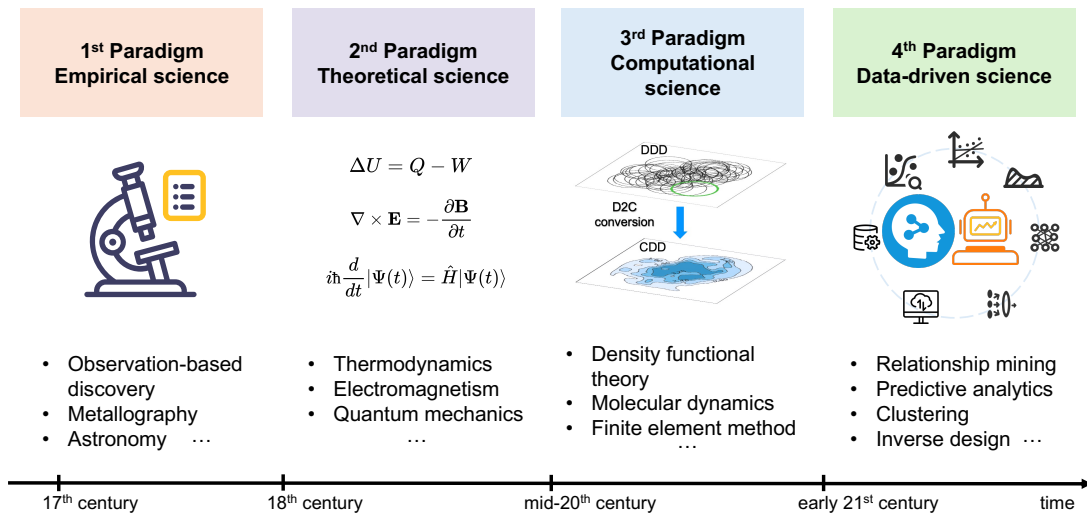 1st Paradigm
Empirical science
2nd Paradigm
Theoretical science
3rd Paradigm
Computational
science
4th Paradigm
Data-driven science
ΔU = Q − W
∇ × E = −∂B/∂t
iħ d/dt |Ψ(t)⟩ = Ĥ|Ψ(t)⟩
DDD
D2C
conversion
CDD
• Observation-based
discovery
• Metallography
• Astronomy ...
• Thermodynamics
• Electromagnetism
• Quantum mechanics
...
• Density functional
theory
• Molecular dynamics
• Finite element method
...
• Relationship mining
• Predictive analytics
• Clustering
• Inverse design ...
17th century
18th century
mid-20th century
early 21st century
time